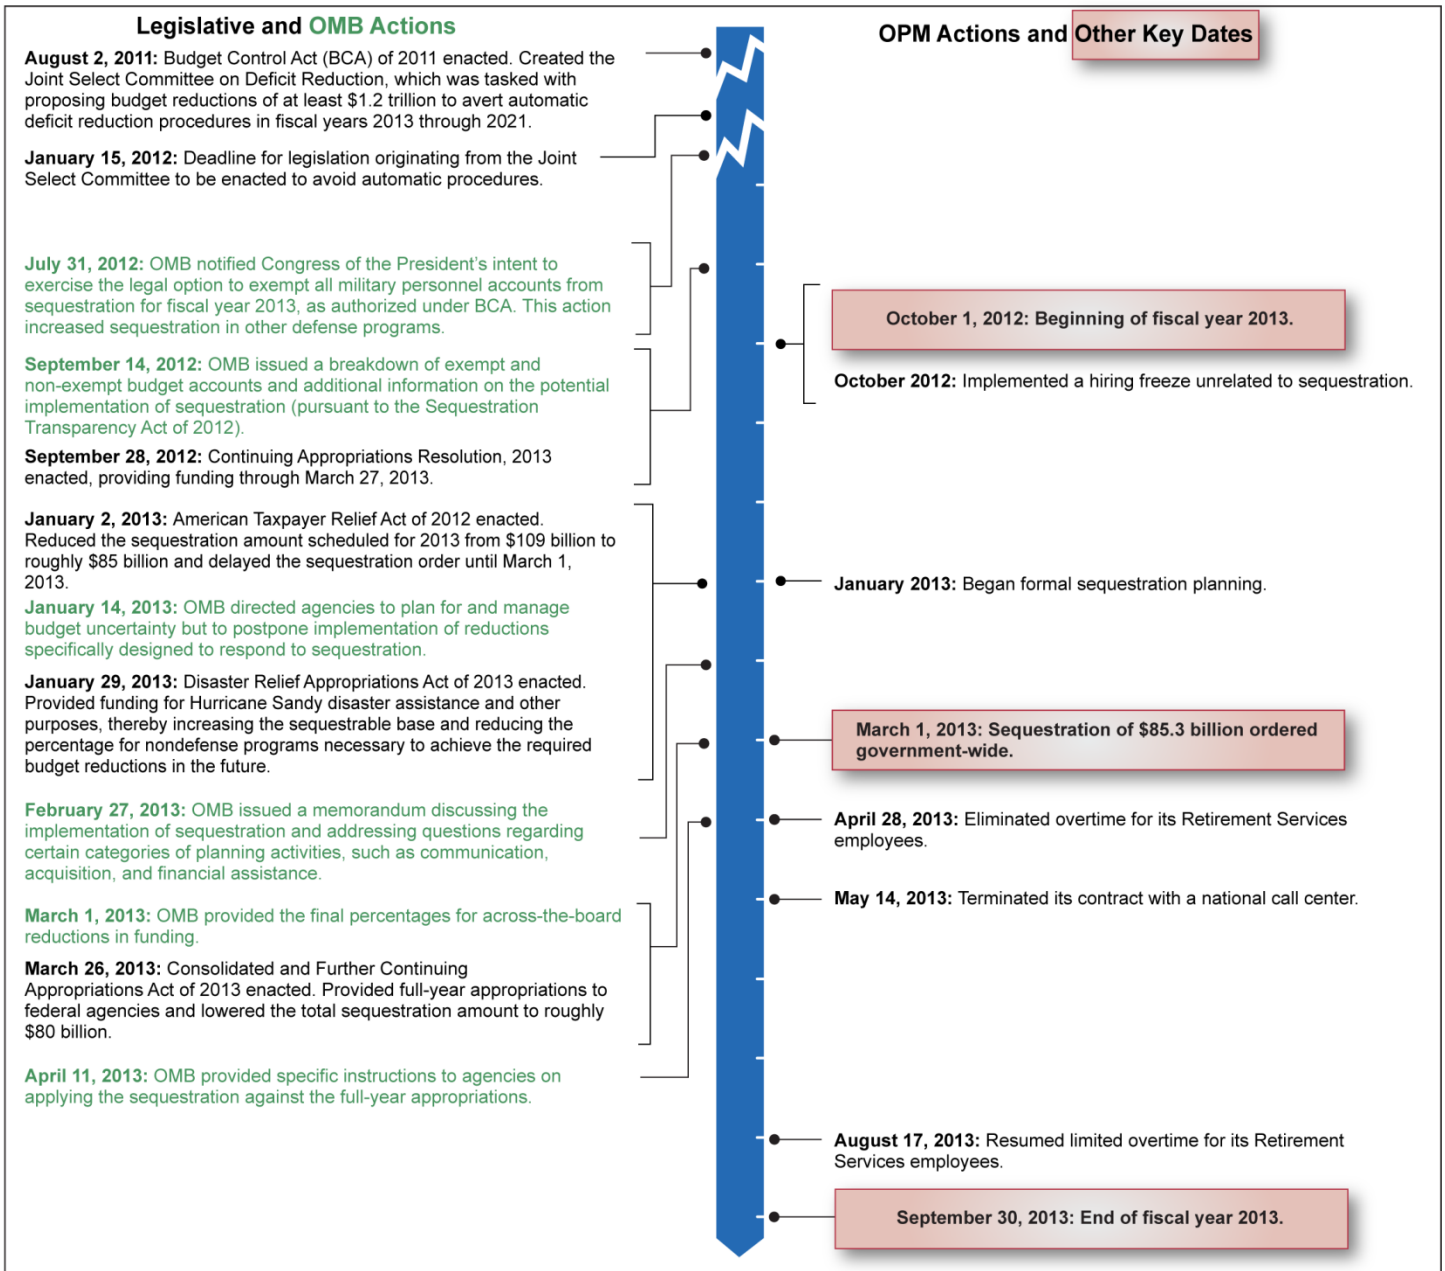 Legislative and OMB Actions
August 2, 2011: Budget Control Act (BCA) of 2011 enacted. Created the
Joint Select Committee on Deficit Reduction, which was tasked with
proposing budget reductions of at least $1.2 trillion to avert automatic
deficit reduction procedures in fiscal years 2013 through 2021.
January 15, 2012: Deadline for legislation originating from the Joint
Select Committee to be enacted to avoid automatic procedures.
July 31, 2012: OMB notified Congress of the President's intent to
exercise the legal option to exempt all military personnel accounts from
sequestration for fiscal year 2013, as authorized under BCA. This action
increased sequestration in other defense programs.
September 14, 2012: OMB issued a breakdown of exempt and
non-exempt budget accounts and additional information on the potential
implementation of sequestration (pursuant to the Sequestration
Transparency Act of 2012).
September 28, 2012: Continuing Appropriations Resolution, 2013
enacted, providing funding through March 27, 2013.
January 2, 2013: American Taxpayer Relief Act of 2012 enacted.
Reduced the sequestration amount scheduled for 2013 from $109 billion to
roughly $85 billion and delayed the sequestration order until March 1,
2013.
January 14, 2013: OMB directed agencies to plan for and manage
budget uncertainty but to postpone implementation of reductions
specifically designed to respond to sequestration.
January 29, 2013: Disaster Relief Appropriations Act of 2013 enacted.
Provided funding for Hurricane Sandy disaster assistance and other
purposes, thereby increasing the sequestrable base and reducing the
percentage for nondefense programs necessary to achieve the required
budget reductions in the future.
February 27, 2013: OMB issued a memorandum discussing the
implementation of sequestration and addressing questions regarding
certain categories of planning activities, such as communication,
acquisition, and financial assistance.
March 1, 2013: OMB provided the final percentages for across-the-board
reductions in funding.
March 26, 2013: Consolidated and Further Continuing
Appropriations Act of 2013 enacted. Provided full-year appropriations to
federal agencies and lowered the total sequestration amount to roughly
$80 billion.
April 11, 2013: OMB provided specific instructions to agencies on
applying the sequestration against the full-year appropriations.
OPM Actions and Other Key Dates
October 1, 2012: Beginning of fiscal year 2013.
October 2012: Implemented a hiring freeze unrelated to sequestration.
January 2013: Began formal sequestration planning.
March 1, 2013: Sequestration of $85.3 billion ordered
government-wide.
April 28, 2013: Eliminated overtime for its Retirement Services
employees.
May 14, 2013: Terminated its contract with a national call center.
August 17, 2013: Resumed limited overtime for its Retirement
Services employees.
September 30, 2013: End of fiscal year 2013.